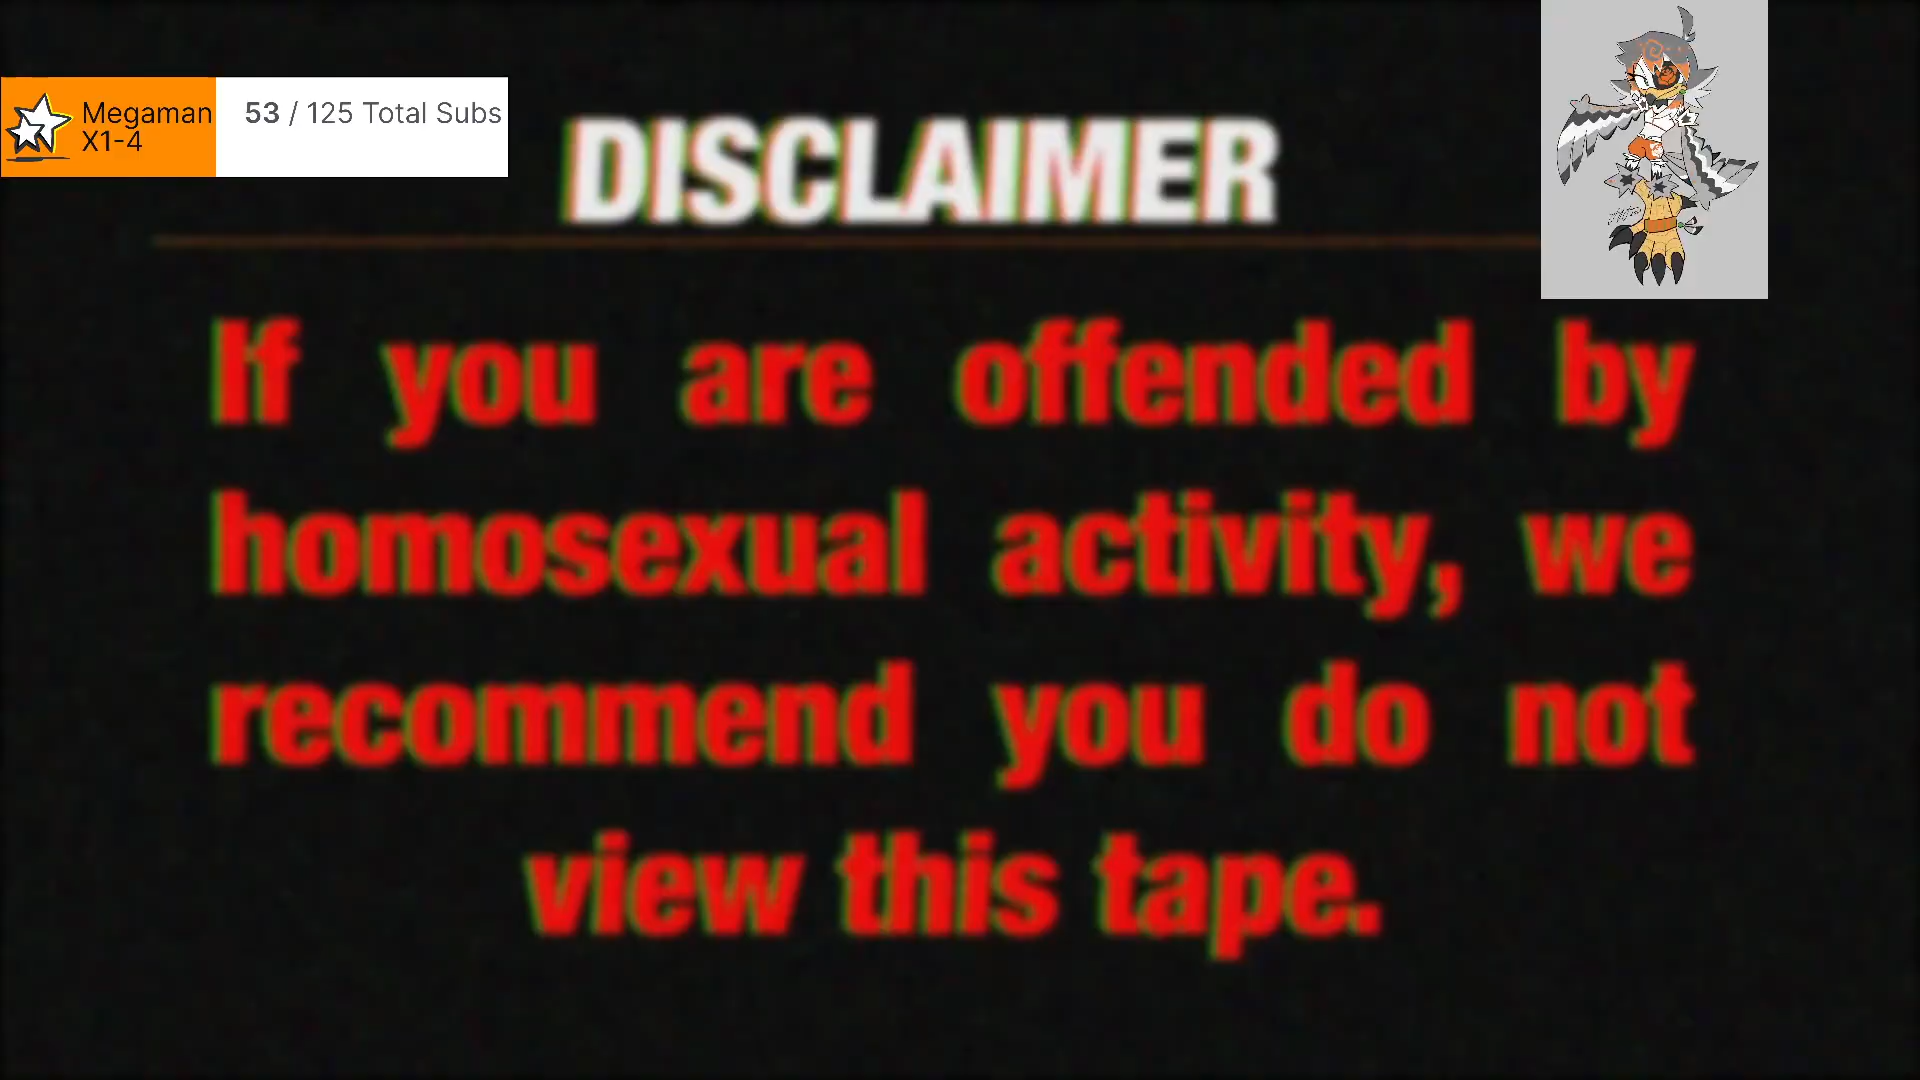 Megaman
X1-4
53 / 125 Total Subs
DISCLAIMER
If you are offended by
homosexual activity, we
recommend you do not
view this tape.